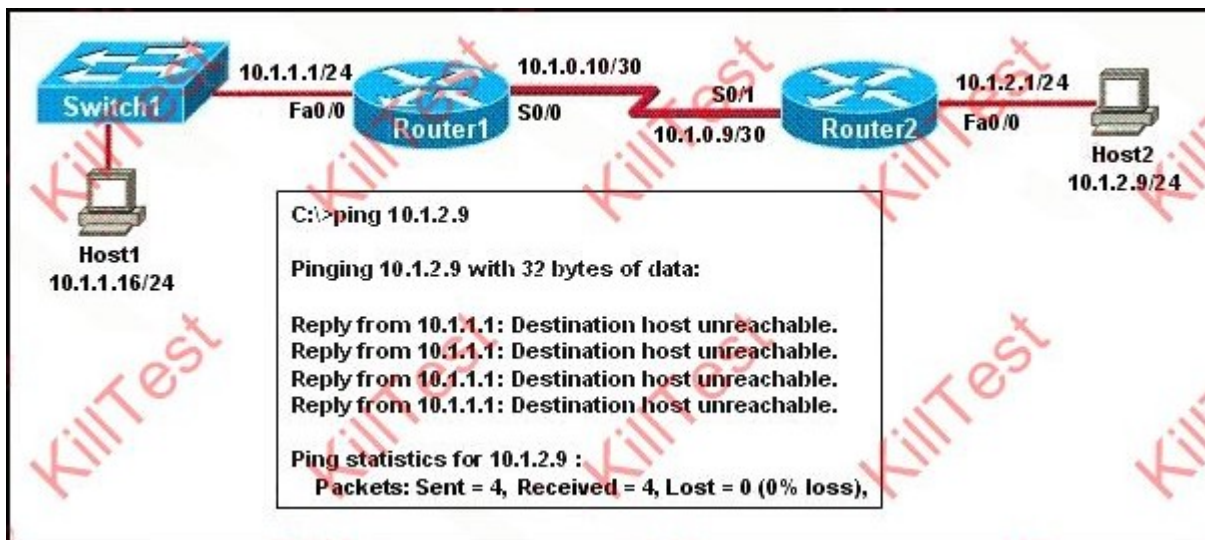 10.1.1.1/24
10.1.0.10/30
10.1.2.1/24
Switch1
Fa0/0
Router1
S0/0
S0/1
10.1.0.9/30
Router2
Fa0/0
Host2
10.1.2.9/24
Host1
10.1.1.16/24
C:\>ping 10.1.2.9
Pinging 10.1.2.9 with 32 bytes of data:
Reply from 10.1.1.1: Destination host unreachable.
Reply from 10.1.1.1: Destination host unreachable.
Reply from 10.1.1.1: Destination host unreachable.
Reply from 10.1.1.1: Destination host unreachable.
Ping statistics for 10.1.2.9 :
Packets: Sent = 4, Received = 4, Lost = 0 (0% loss),
KillTest
KillTest
KillTest
KillTest
KillTest
KillTest
KillTest
KillTest